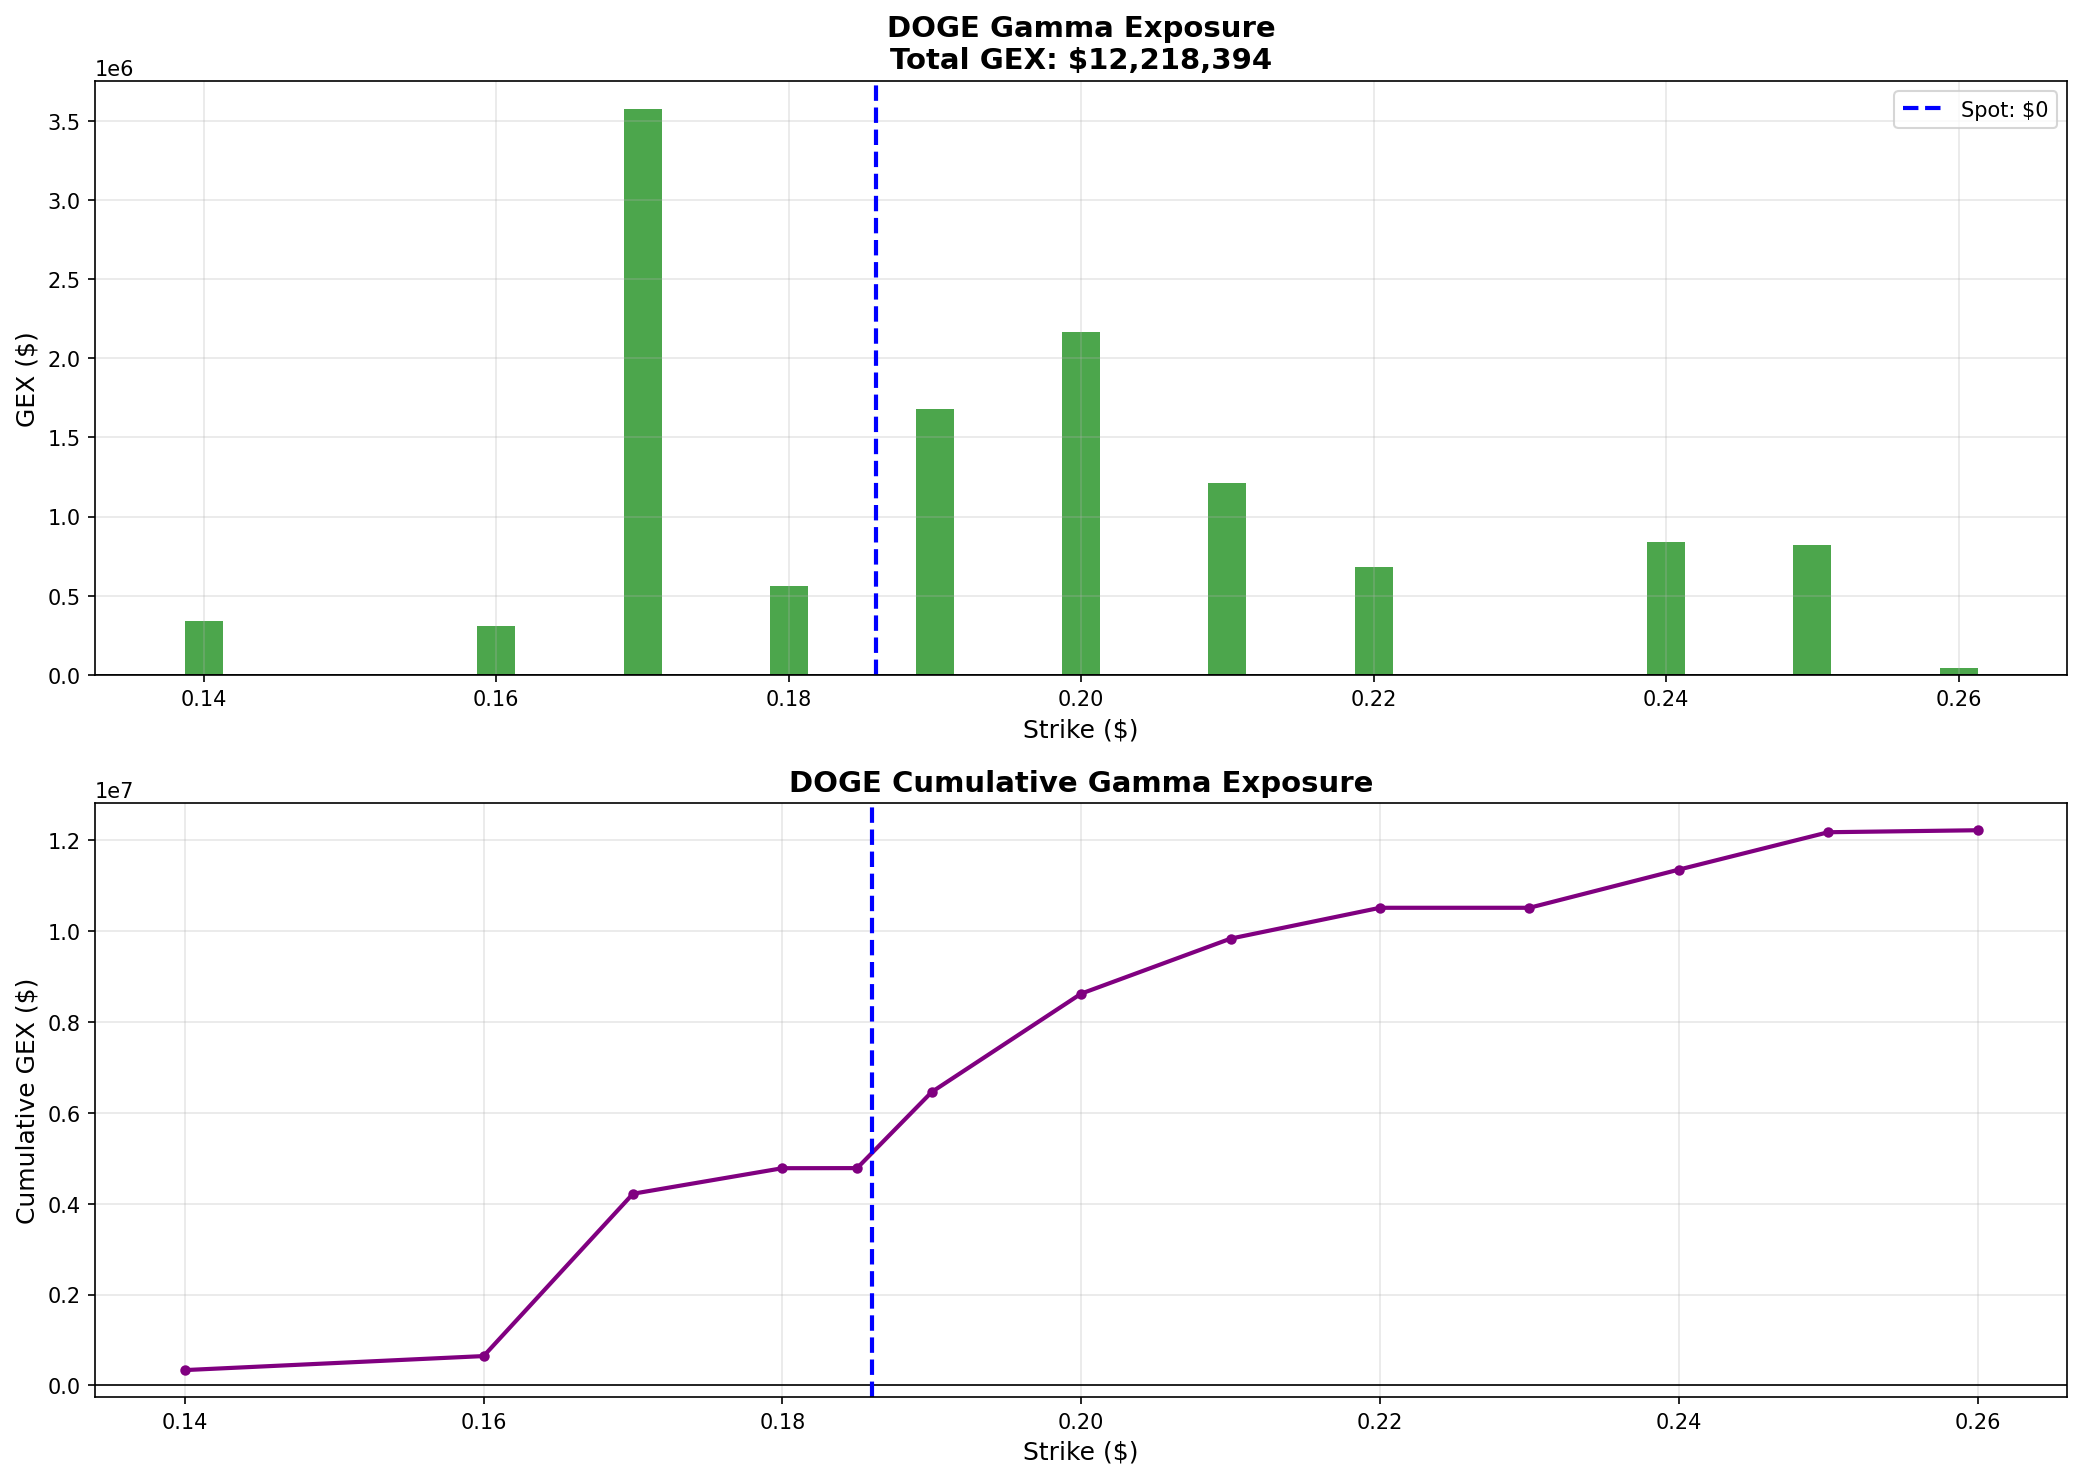 DOGE Gamma Exposure
Total GEX: $12,218,394
1e6
Spot: $0
3.5
3.0
2.5
2.0
1.5
1.0
0.5
0.0
GEX ($)
0.14 0.16 0.18 0.20 0.22 0.24 0.26
Strike ($)
DOGE Cumulative Gamma Exposure
1e7
1.2
1.0
0.8
0.6
0.4
0.2
0.0
Cumulative GEX ($)
0.14 0.16 0.18 0.20 0.22 0.24 0.26
Strike ($)